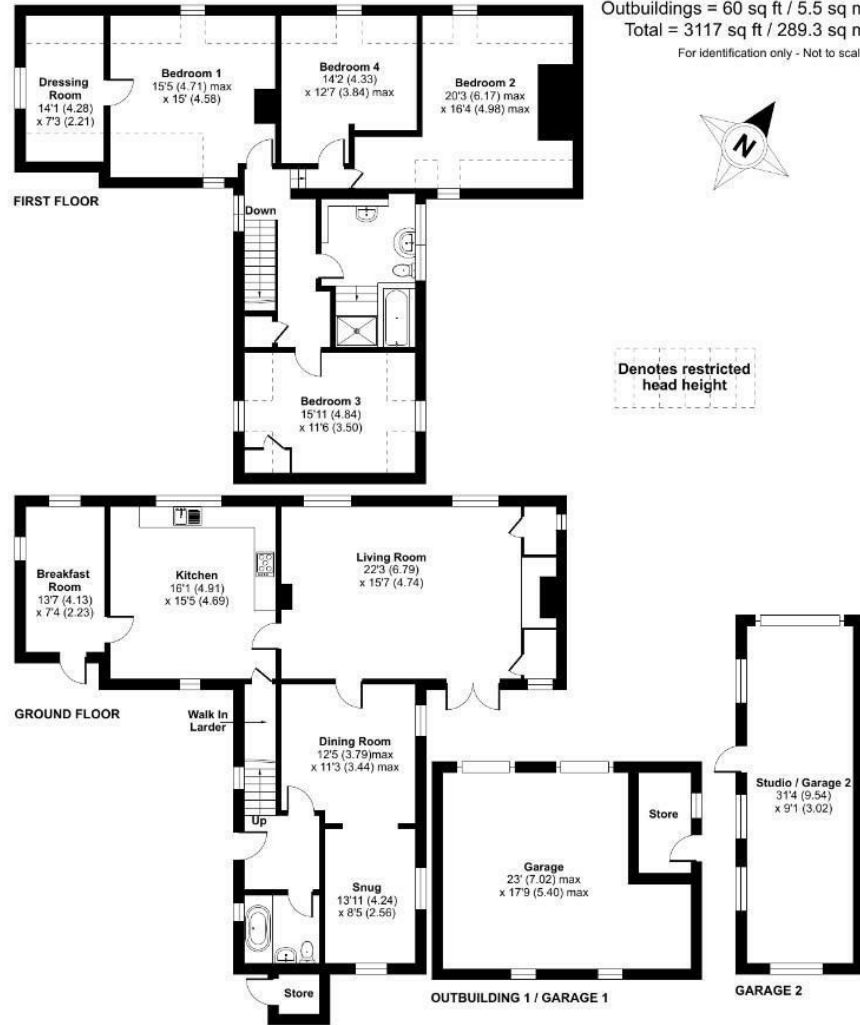 Outbuildings = 60 sq ft / 5.5 sq m
Total = 3117 sq ft / 289.3 sq m
For identification only - Not to scal
N
Dressing
Room
14'1 (4.28)
x 7'3 (2.21)
Bedroom 1
15'5 (4.71) max
x 15' (4.58)
Bedroom 4
14'2 (4.33)
x 12'7 (3.84) max
Bedroom 2
20'3 (6.17) max
x 16'4 (4.98) max
FIRST FLOOR
Down
Bedroom 3
15'11 (4.84)
x 11'6 (3.50)
Denotes restricted
head height
Breakfast
Room
13'7 (4.13)
x 7'4 (2.23)
Kitchen
16'1 (4.91)
x 15'5 (4.69)
Living Room
22'3 (6.79)
x 15'7 (4.74)
GROUND FLOOR
Walk In
Larder
Dining Room
12'5 (3.79)max
x 11'3 (3.44) max
Up
Snug
13'11 (4.24)
x 8'5 (2.56)
Store
Garage
23' (7.02) max
x 17'9 (5.40) max
Store
OUTBUILDING 1 / GARAGE 1
Studio / Garage 2
31'4 (9.54)
x 9'1 (3.02)
GARAGE 2